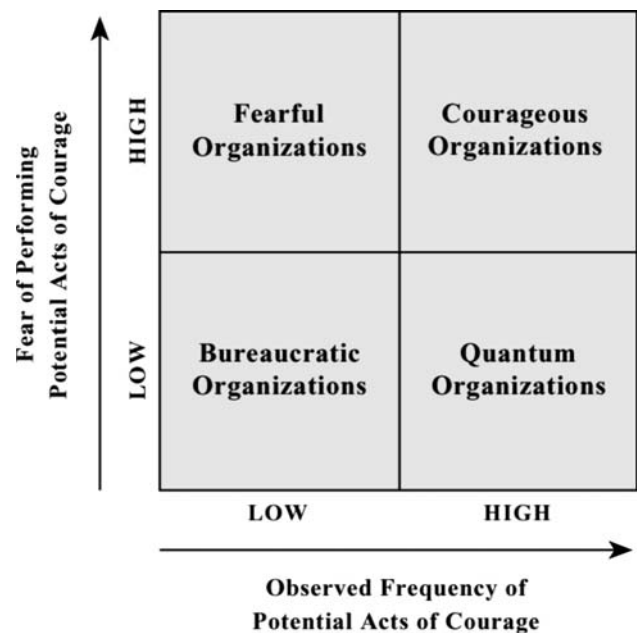 Fear of Performing
Potential Acts of Courage
HIGH
LOW
Fearful
Organizations
Courageous
Organizations
Bureaucratic
Organizations
Quantum
Organizations
LOW
HIGH
Observed Frequency of
Potential Acts of Courage